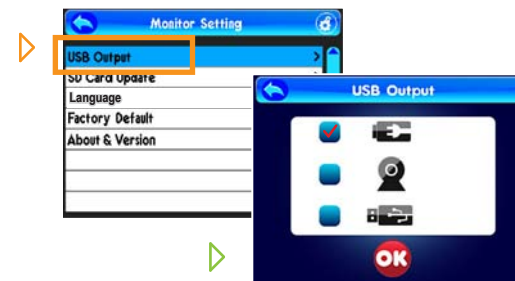 Monitor Setting
USB Output >
SD Card Update
Language
Factory Default
About & Version
USB Output
OK